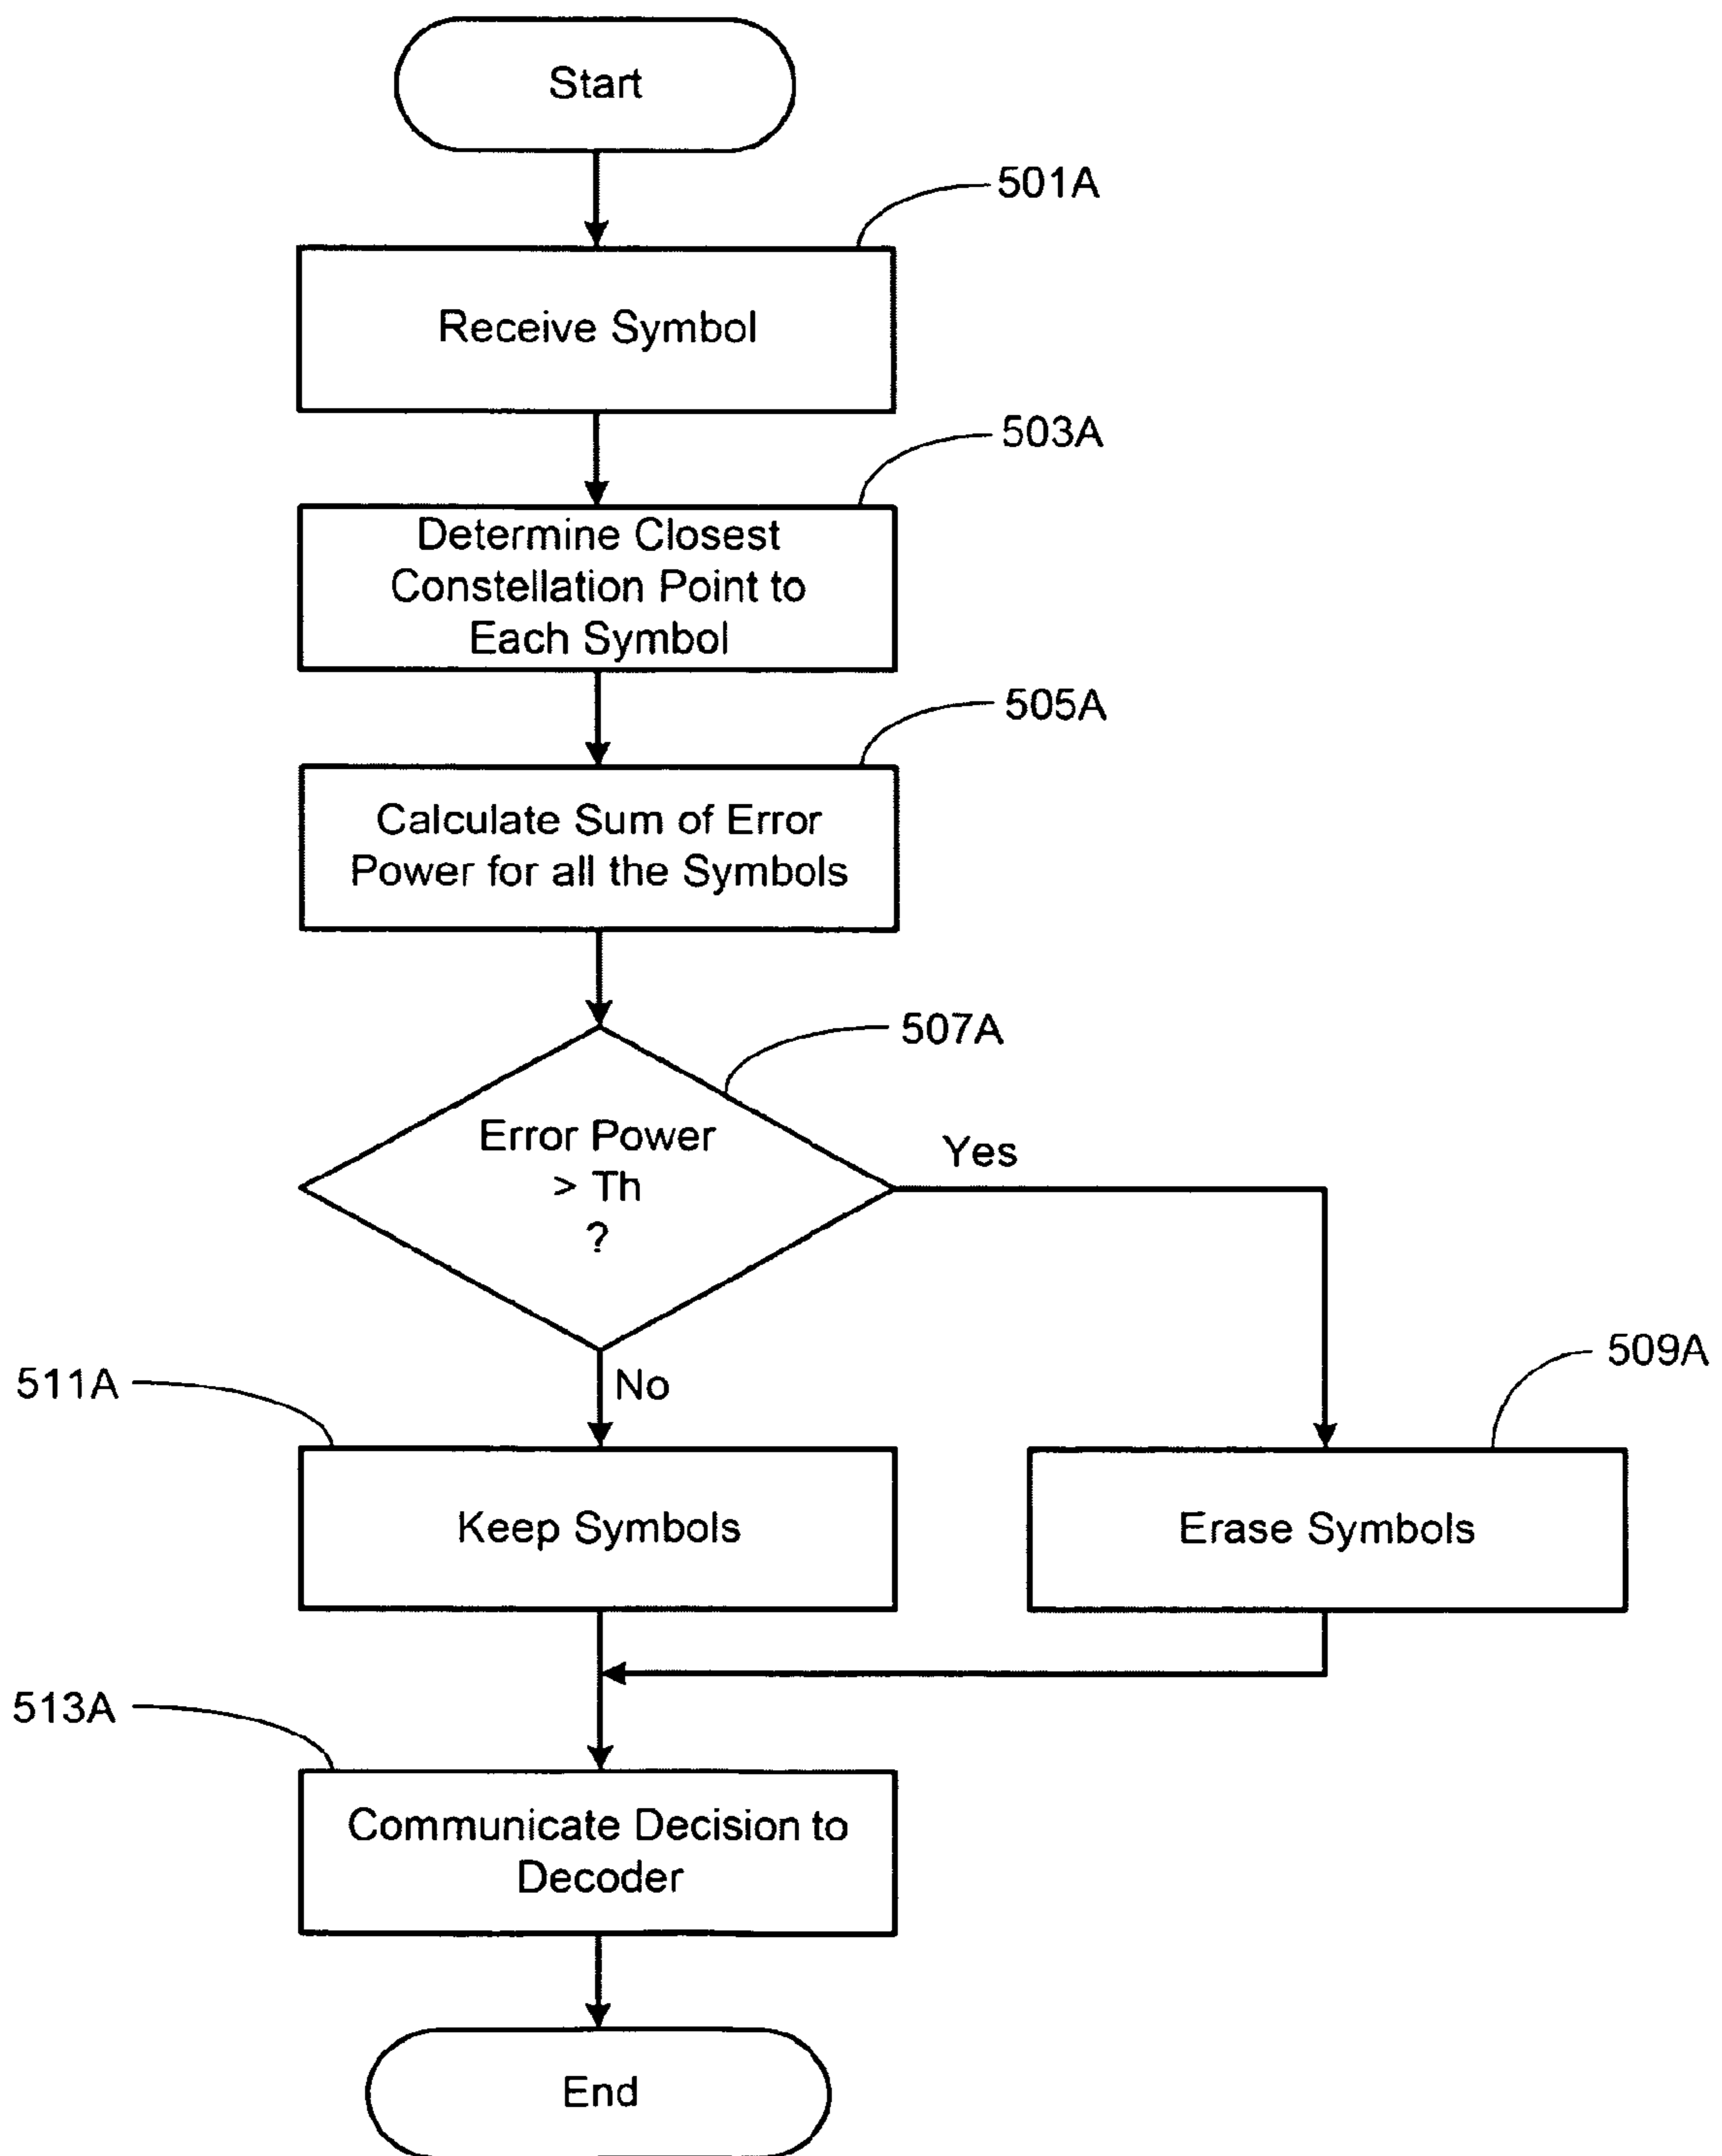 Start
501A
Receive Symbol
503A
Determine Closest
Constellation Point to
Each Symbol
505A
Calculate Sum of Error
Power for all the Symbols
507A
Error Power
> Th
?
Yes
No
511A
509A
Keep Symbols
Erase Symbols
513A
Communicate Decision to
Decoder
End